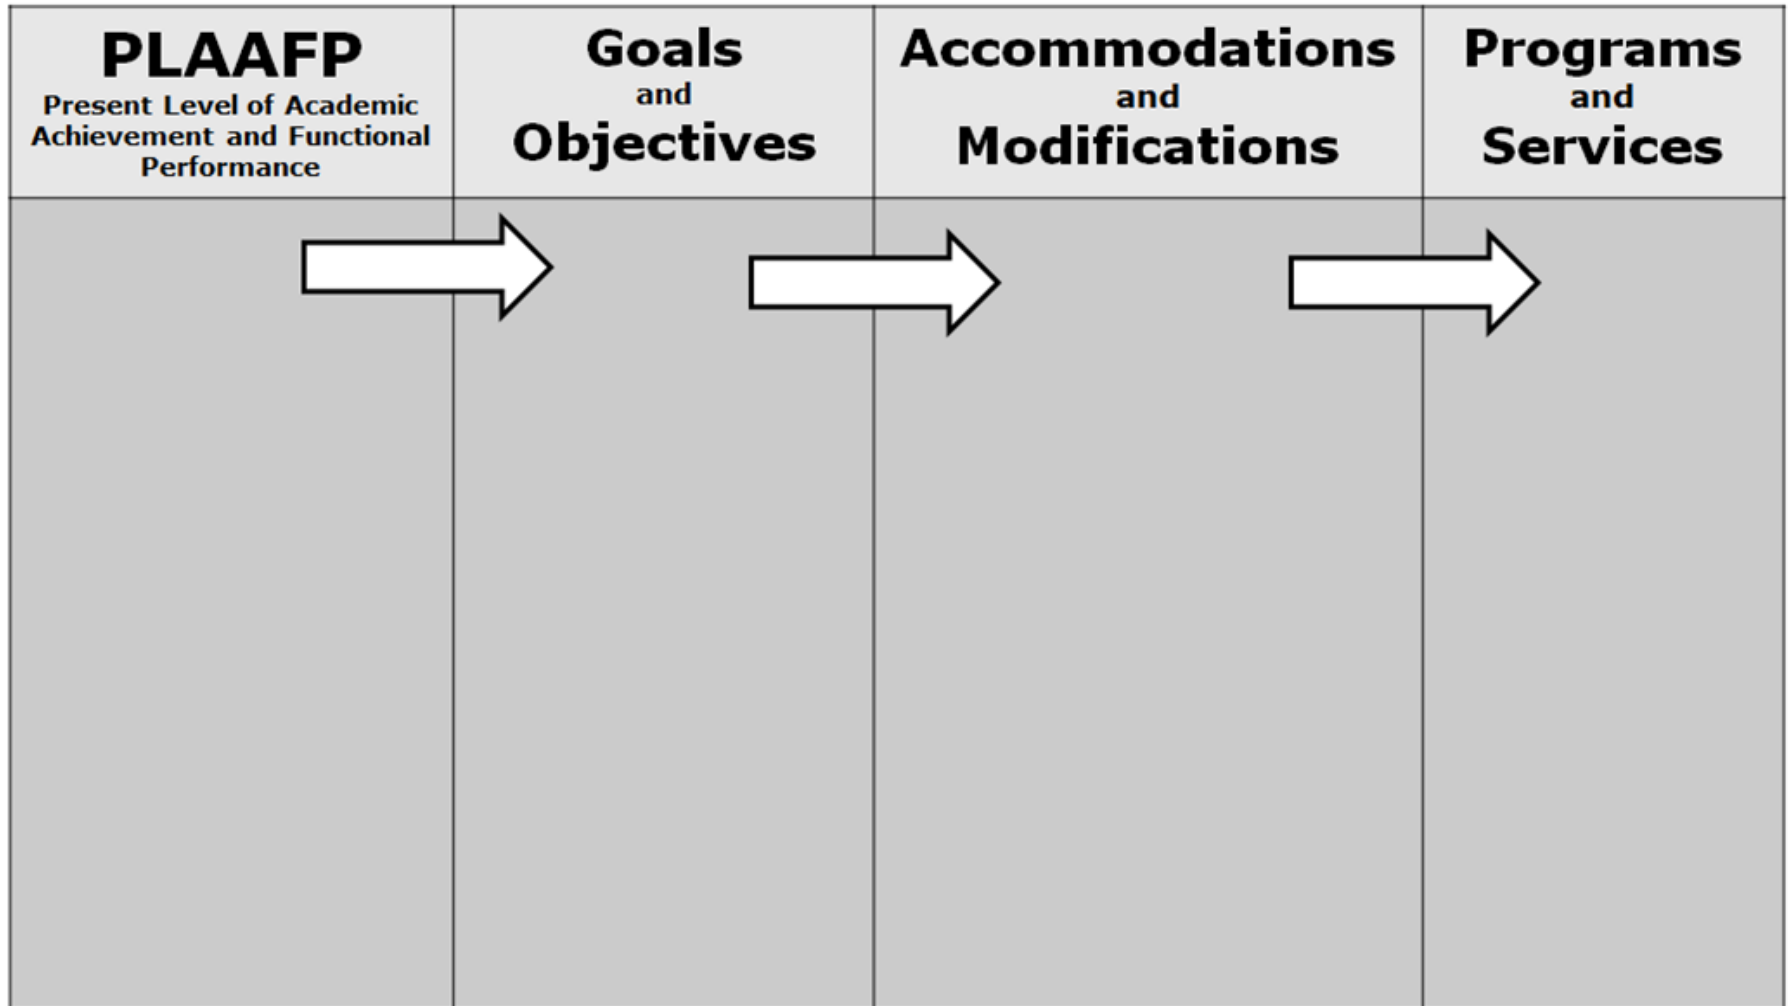 PLAAFP
Present Level of Academic
Achievement and Functional
Performance
Goals
and
Objectives
Accommodations
and
Modifications
Programs
and
Services